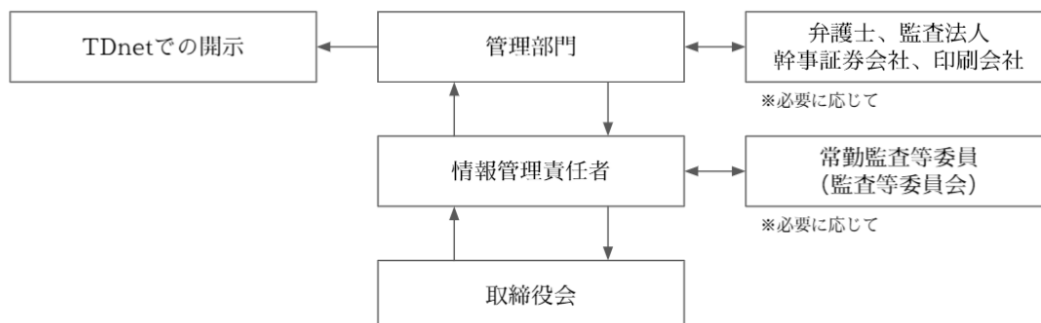 TDnetでの開示
管理部門
弁護士、監査法人
幹事証券会社、印刷会社
※必要に応じて
情報管理責任者
常勤監査等委員
(監査等委員会)
※必要に応じて
取締役会